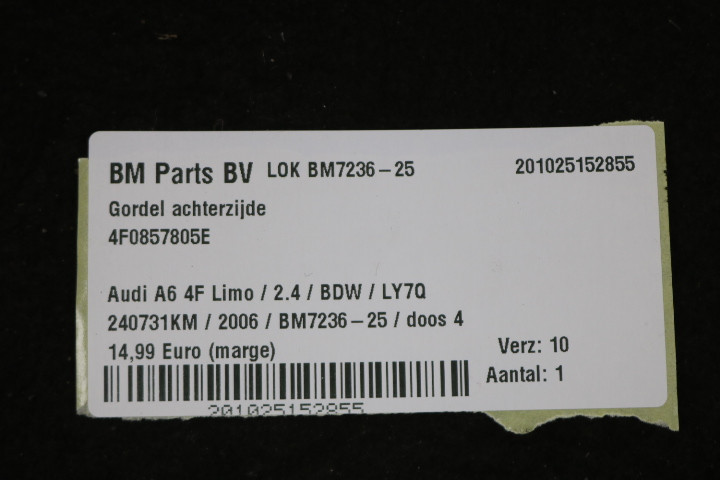 BM Parts BV LOK BM7236-25 201025152855
Gordel achterzijde
4F0857805E
Audi A6 4F Limo / 2.4 / BDW / LY7Q
240731KM / 2006 / BM7236-25 / doos 4
14,99 Euro (marge) Verz: 10
Aantal: 1
201025152855